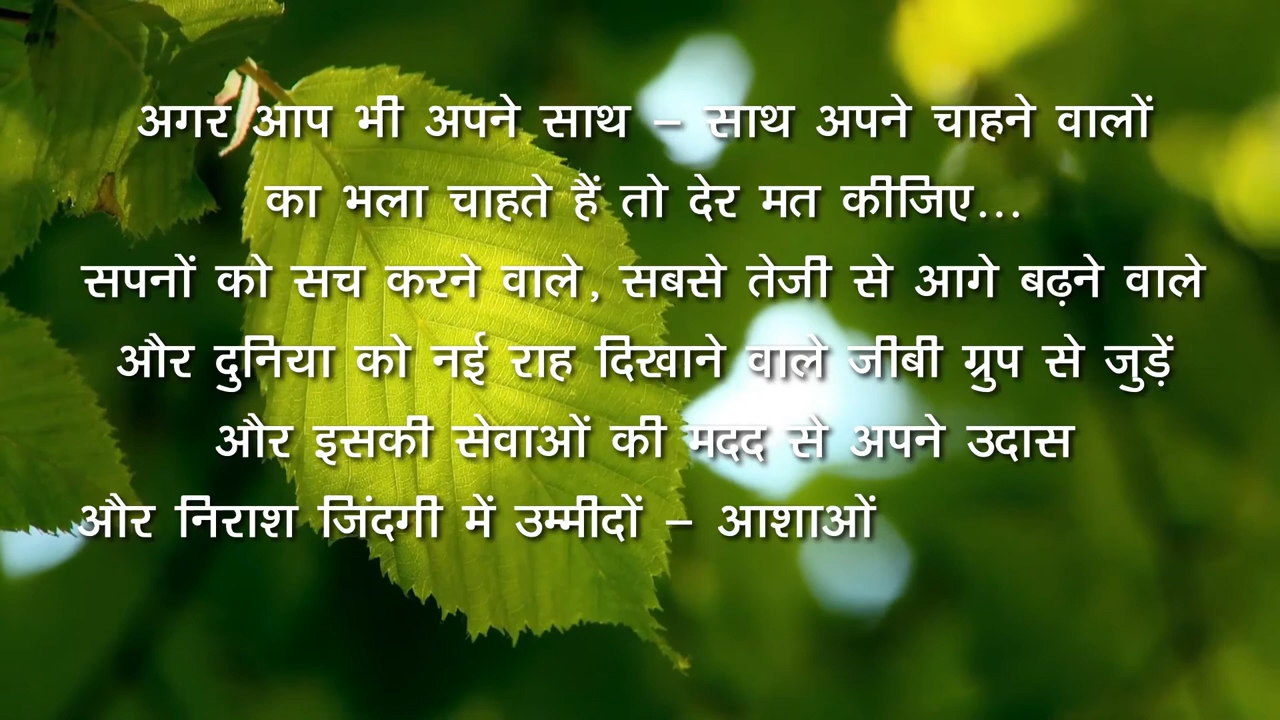 अगर आप भी अपने साथ – साथ अपने चाहने वालों
का भला चाहते हैं तो देर मत कीजिए...
सपनों को सच करने वाले, सबसे तेजी से आगे बढ़ने वाले
और दुनिया को नई राह दिखाने वाले जीबी ग्रुप से जुड़ें
और इसकी सेवाओं की मदद से अपने उदास
और निराश जिंदगी में उम्मीदों – आशाओं